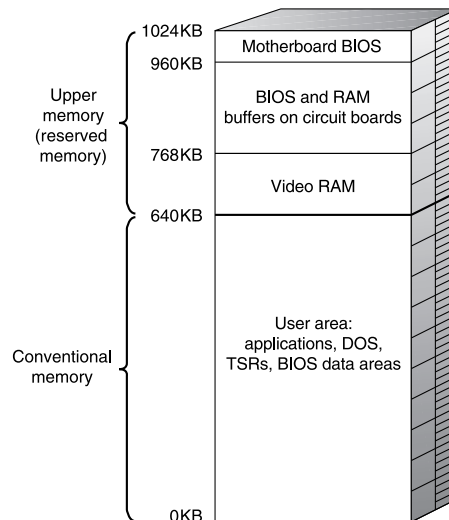 1024KB
Motherboard BIOS
960KB
Upper
memory
(reserved
memory)
BIOS and RAM
buffers on circuit boards
768KB
Video RAM
640KB
Conventional
memory
User area:
applications, DOS,
TSRs, BIOS data areas
0KB